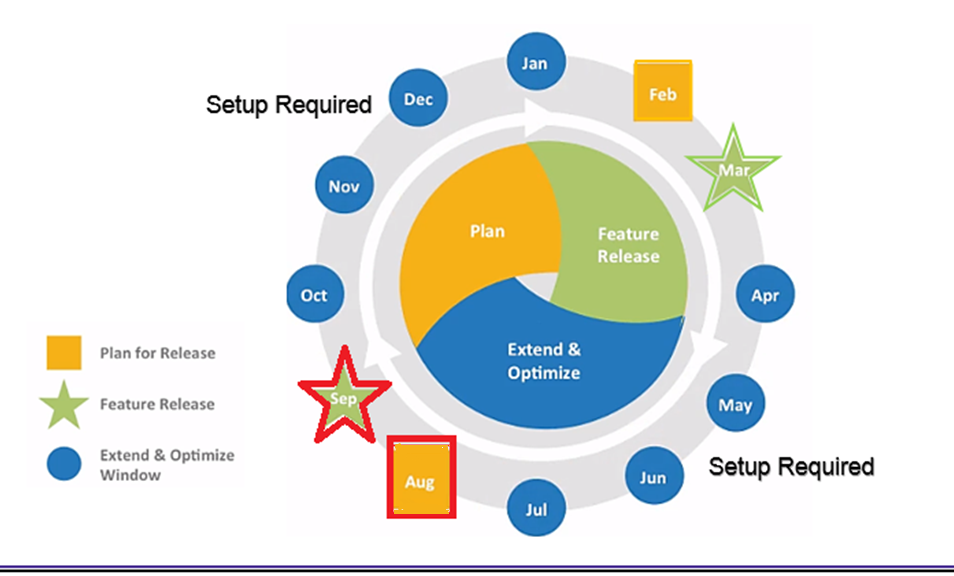 Jan
Feb
Mar
Apr
May
Jun
Jul
Aug
Sep
Oct
Nov
Dec
Setup Required
Setup Required
Plan
Feature
Release
Extend &
Optimize
Plan for Release
Feature Release
Extend & Optimize
Window